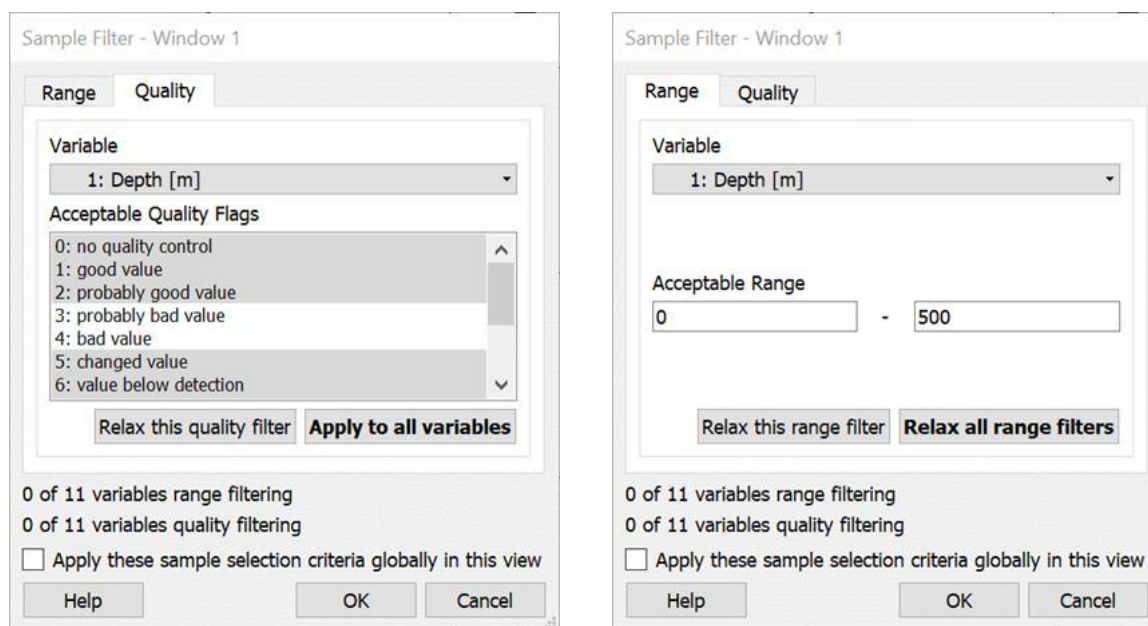 Sample Filter - Window 1
Range Quality
Variable
1: Depth [m]
Acceptable Quality Flags
0: no quality control
1: good value
2: probably good value
3: probably bad value
4: bad value
5: changed value
6: value below detection
Relax this quality filter Apply to all variables
0 of 11 variables range filtering
0 of 11 variables quality filtering
Apply these sample selection criteria globally in this view
Help OK Cancel
Sample Filter - Window 1
Range Quality
Variable
1: Depth [m]
Acceptable Range
0 - 500
Relax this range filter Relax all range filters
0 of 11 variables range filtering
0 of 11 variables quality filtering
Apply these sample selection criteria globally in this view
Help OK Cancel